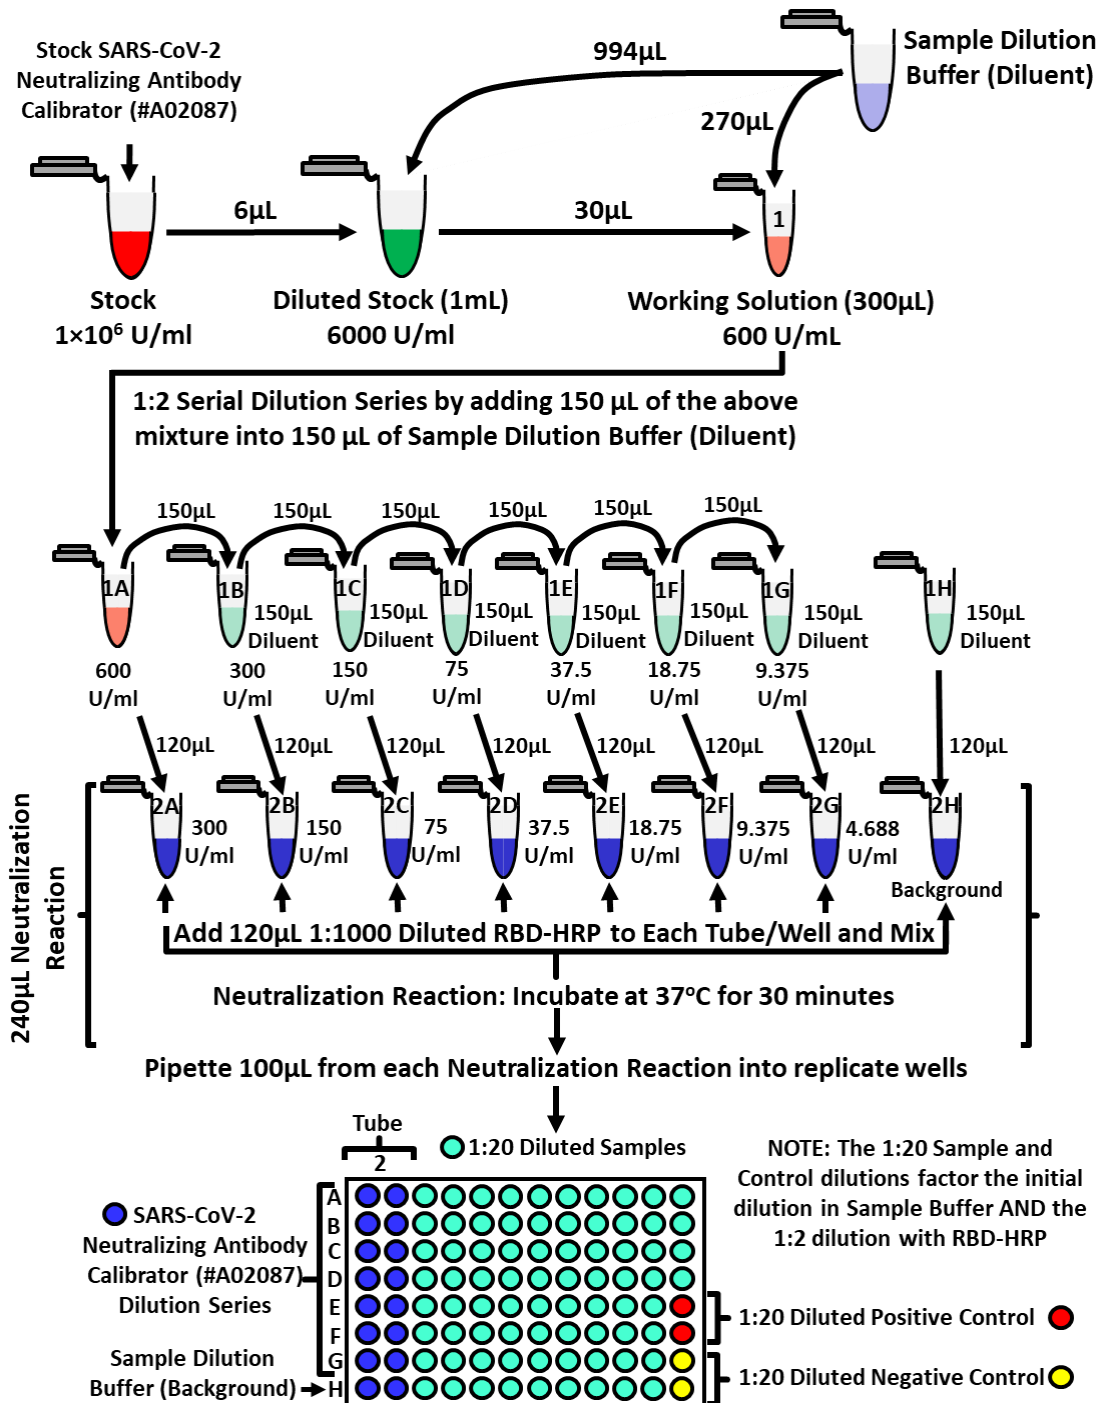 Stock SARS-CoV-2
Neutralizing Antibody
Calibrator (#A02087)
994µL
Sample Dilution
Buffer (Diluent)
270µL
6µL
30µL
1
Stock
1×10⁶ U/ml
Diluted Stock (1mL)
6000 U/ml
Working Solution (300µL)
600 U/mL
1:2 Serial Dilution Series by adding 150 µL of the above
mixture into 150 µL of Sample Dilution Buffer (Diluent)
150µL
150µL
150µL
150µL
150µL
150µL
1A
1B
1C
1D
1E
1F
1G
1H
150µL
Diluent
150µL
Diluent
150µL
Diluent
150µL
Diluent
150µL
Diluent
150µL
Diluent
150µL
Diluent
600
U/ml
300
U/ml
150
U/ml
75
U/ml
37.5
U/ml
18.75
U/ml
9.375
U/ml
120µL
120µL
120µL
120µL
120µL
120µL
120µL
120µL
240µL Neutralization
Reaction
2A
2B
2C
2D
2E
2F
2G
2H
300
U/ml
150
U/ml
75
U/ml
37.5
U/ml
18.75
U/ml
9.375
U/ml
4.688
U/ml
Background
Add 120µL 1:1000 Diluted RBD-HRP to Each Tube/Well and Mix
Neutralization Reaction: Incubate at 37°C for 30 minutes
Pipette 100µL from each Neutralization Reaction into replicate wells
Tube
2
1:20 Diluted Samples
NOTE: The 1:20 Sample and
Control dilutions factor the initial
dilution in Sample Buffer AND the
1:2 dilution with RBD-HRP
SARS-CoV-2
Neutralizing Antibody
Calibrator (#A02087)
Dilution Series
A
B
C
D
E
F
G
H
1:20 Diluted Positive Control
Sample Dilution
Buffer (Background)
1:20 Diluted Negative Control